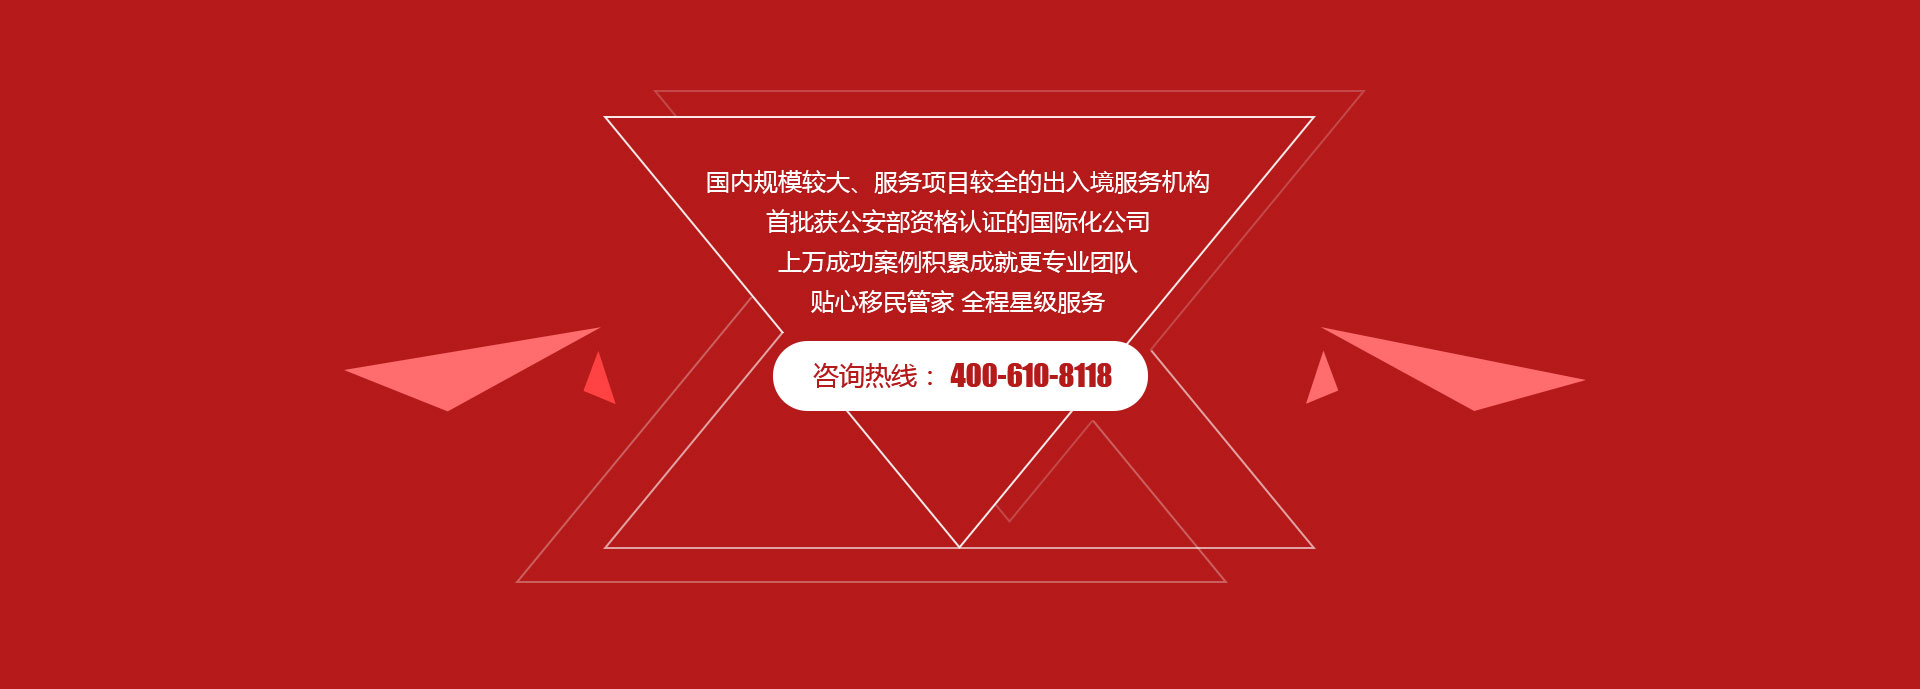 国内规模较大、服务项目较全的出入境服务机构
首批获公安部资格认证的国际化公司
上万成功案例积累成就更专业团队
贴心移民管家 全程星级服务
咨询热线： 400-610-8118